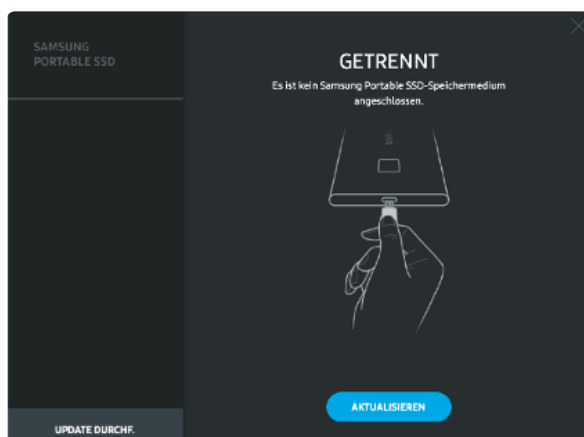 SAMSUNG
PORTABLE SSD
GETRENNT
Es ist kein Samsung Portable SSD-Speichermedium
angeschlossen.
AKTUALISIEREN
UPDATE DURCHF.